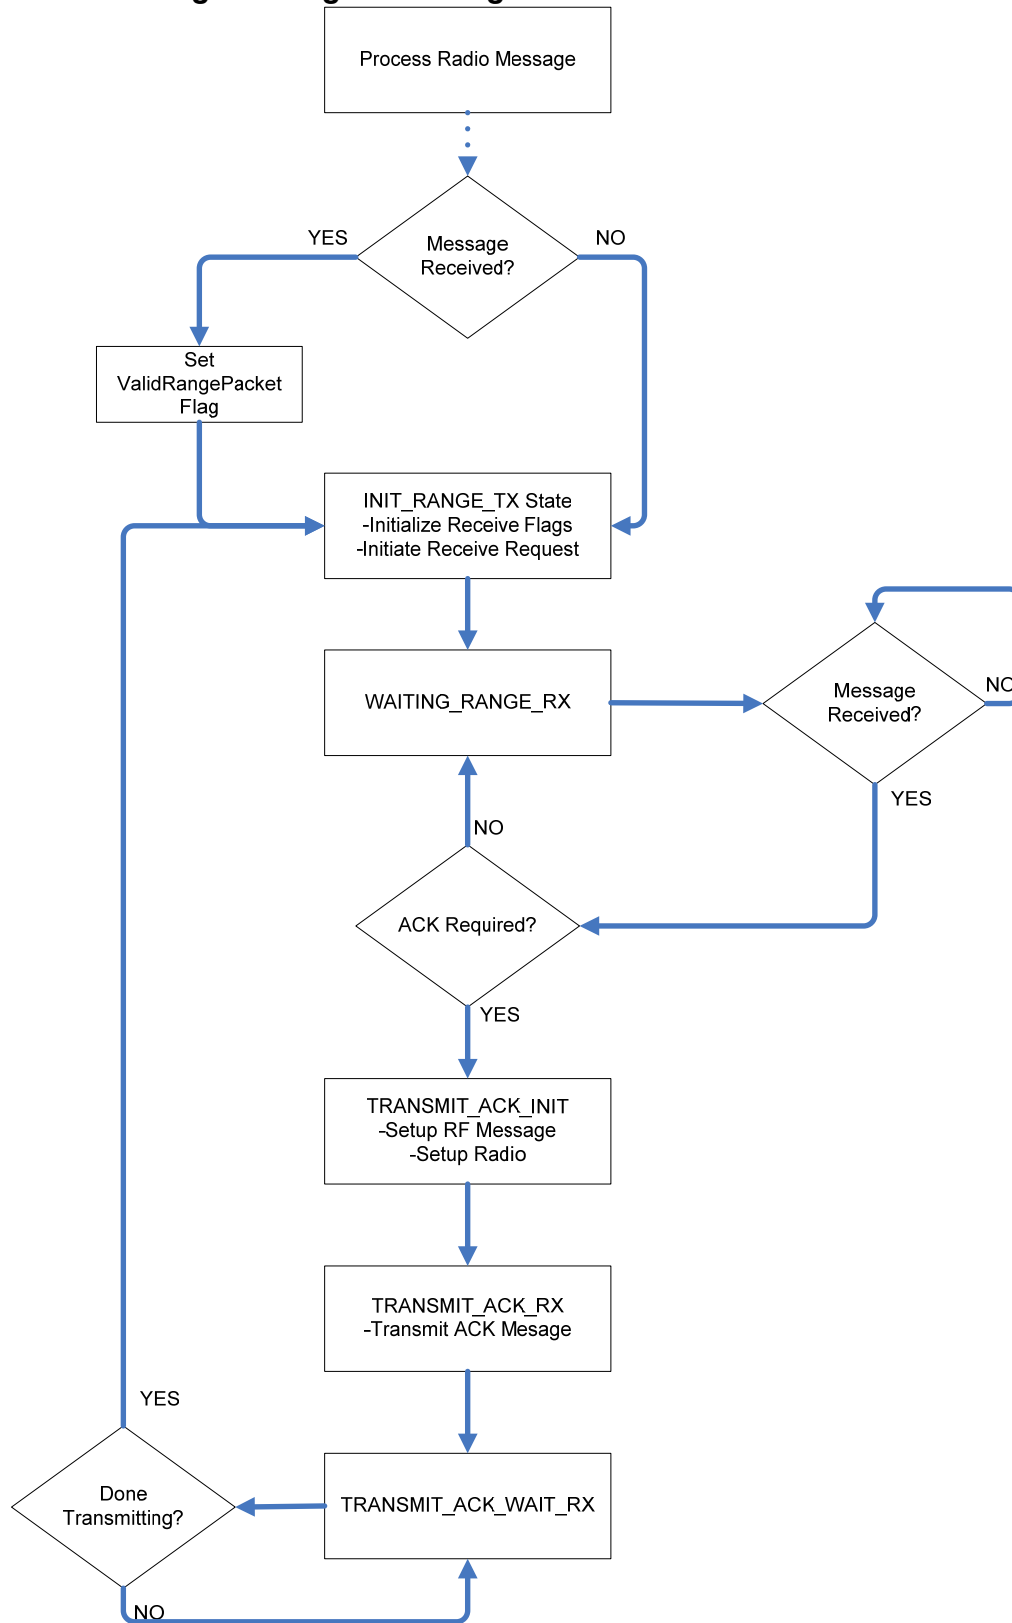 Process Radio Message
YES
Message
Received?
NO
Set
ValidRangePacket
Flag
INIT_RANGE_TX State
-Initialize Receive Flags
-Initiate Receive Request
WAITING_RANGE_RX
Message
Received?
NO
YES
NO
ACK Required?
YES
TRANSMIT_ACK_INIT
-Setup RF Message
-Setup Radio
TRANSMIT_ACK_RX
-Transmit ACK Mesage
YES
Done
Transmitting?
TRANSMIT_ACK_WAIT_RX
NO